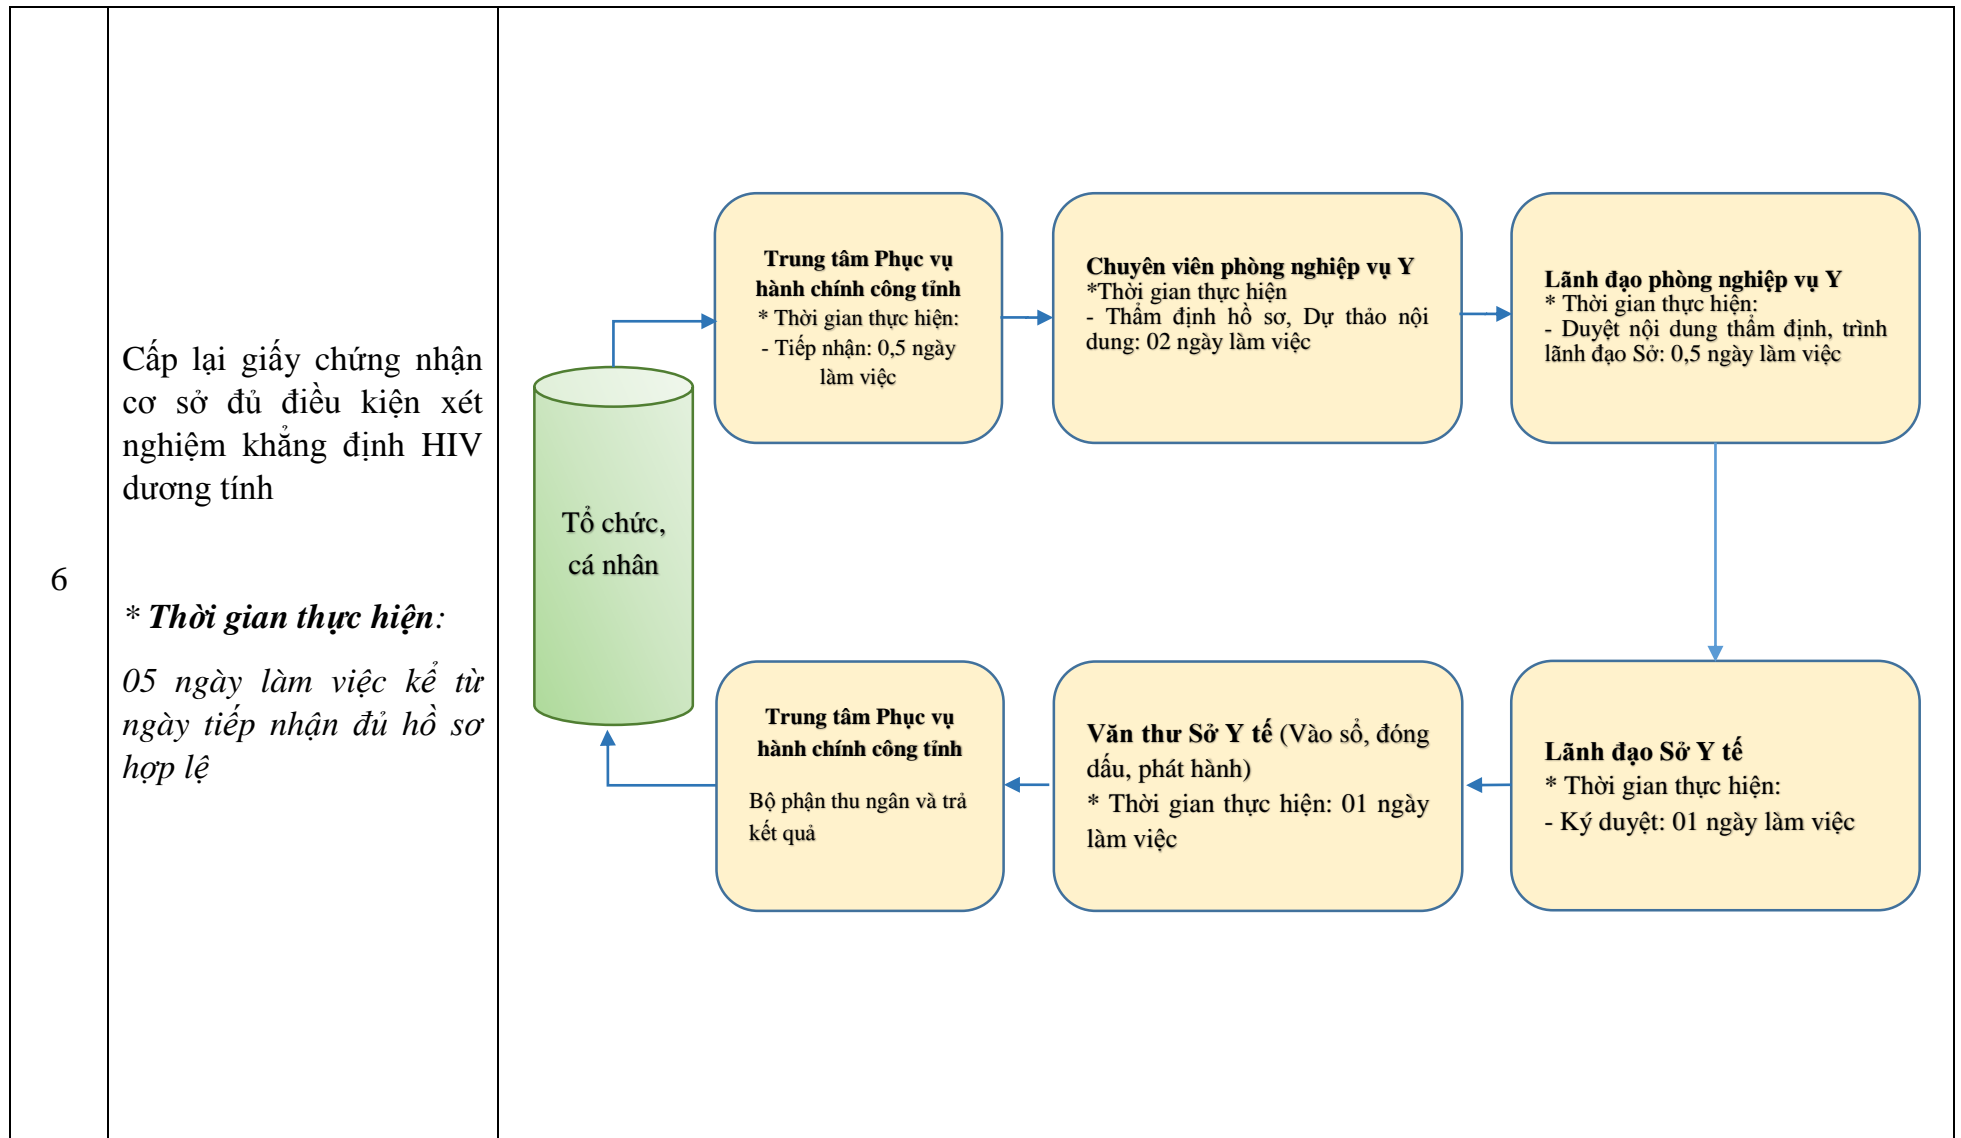 6
Cấp lại giấy chứng nhận
cơ sở đủ điều kiện xét
nghiệm khẳng định HIV
dương tính
* Thời gian thực hiện:
05 ngày làm việc kể từ
ngày tiếp nhận đủ hồ sơ
hợp lệ
Tổ chức,
cá nhân
Trung tâm Phục vụ
hành chính công tỉnh
* Thời gian thực hiện:
- Tiếp nhận: 0,5 ngày
làm việc
Chuyên viên phòng nghiệp vụ Y
*Thời gian thực hiện
- Thẩm định hồ sơ, Dự thảo nội
dung: 02 ngày làm việc
Lãnh đạo phòng nghiệp vụ Y
* Thời gian thực hiện:
- Duyệt nội dung thẩm định, trình
lãnh đạo Sở: 0,5 ngày làm việc
Lãnh đạo Sở Y tế
* Thời gian thực hiện:
- Ký duyệt: 01 ngày làm việc
Văn thư Sở Y tế (Vào sổ, đóng
dấu, phát hành)
* Thời gian thực hiện: 01 ngày
làm việc
Trung tâm Phục vụ
hành chính công tỉnh
Bộ phận thu ngân và trả
kết quả